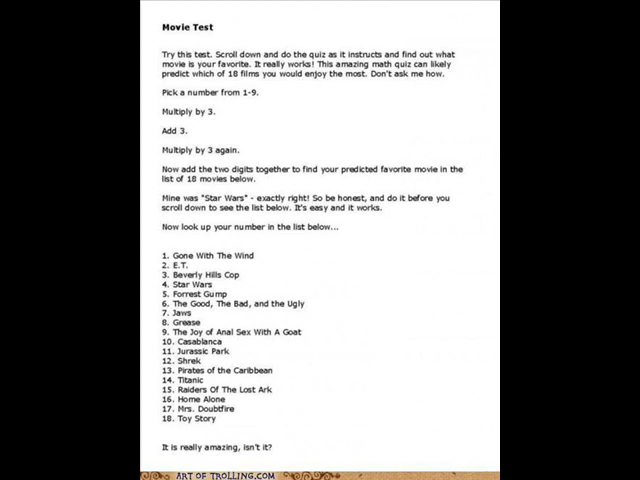 Movie Test
Try this test. Scroll down and do the quiz as it instructs and find out what
movie is your favorite. It really works! This amazing math quiz can likely
predict which of 18 films you would enjoy the most. Don't ask me how.
Pick a number from 1-9.
Multiply by 3.
Add 3.
Multiply by 3 again.
Now add the two digits together to find your predicted favorite movie in the
list of 18 movies below.
Mine was "Star Wars" - exactly right! So be honest, and do it before you
scroll down to see the list below. It's easy and it works.
Now look up your number in the list below...
1. Gone With The Wind
2. E.T.
3. Beverly Hills Cop
4. Star Wars
5. Forrest Gump
6. The Good, The Bad, and the Ugly
7. Jaws
8. Grease
9. The Joy of Anal Sex With A Goat
10. Casablanca
11. Jurassic Park
12. Shrek
13. Pirates of the Caribbean
14. Titanic
15. Raiders Of The Lost Ark
16. Home Alone
17. Mrs. Doubtfire
18. Toy Story
It is really amazing, isn't it?
ART OF TROLLING.COM